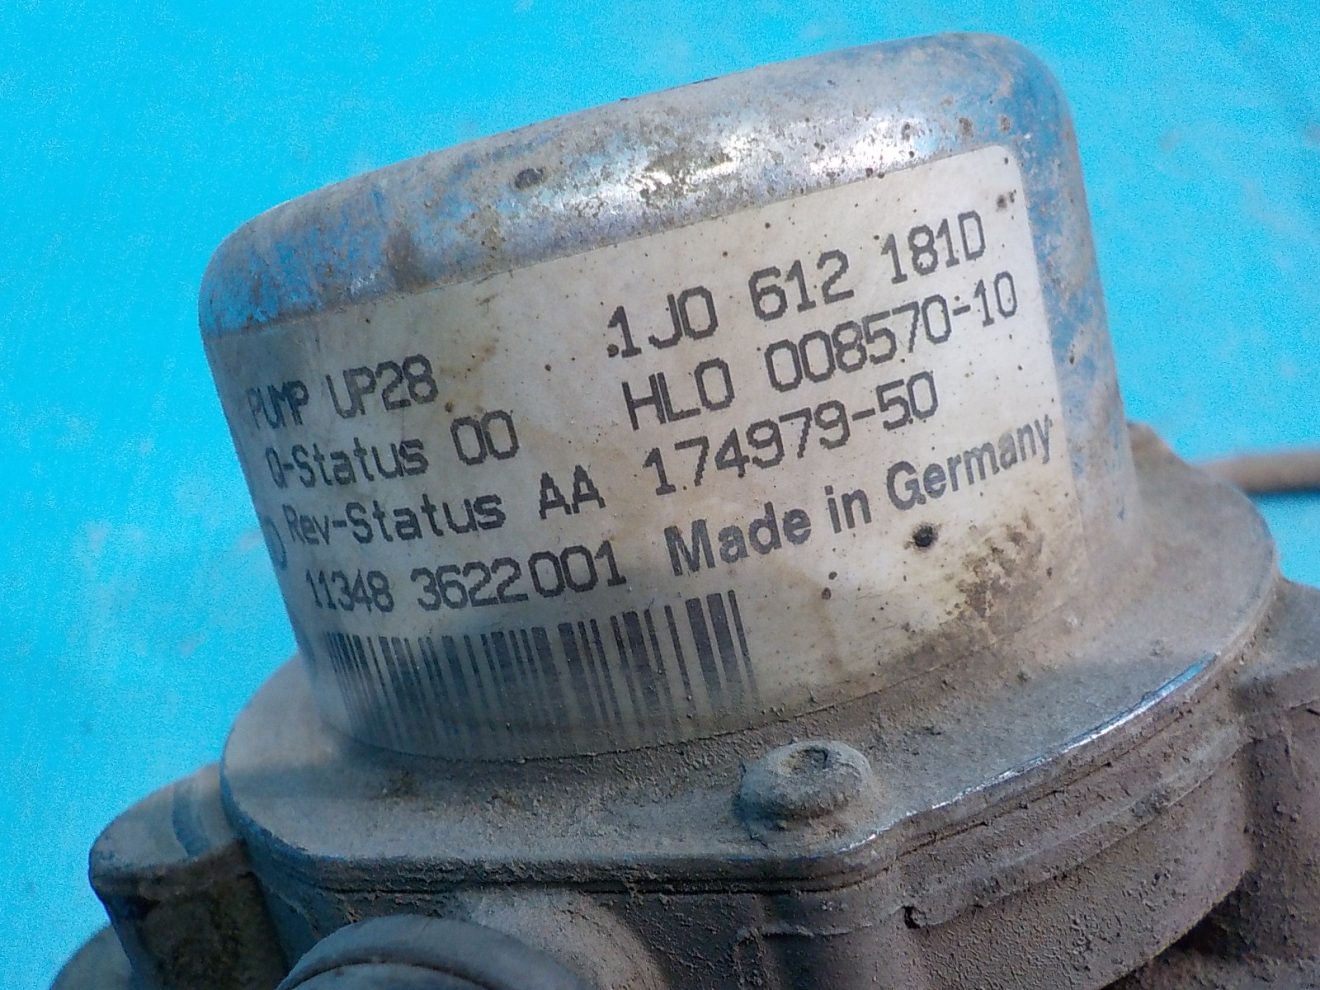 PUMP UP28 1J0 612 181D
Q-Status 00 HLO 008570-10
Rev-Status AA 174979-50
11348 3622001 Made in Germany